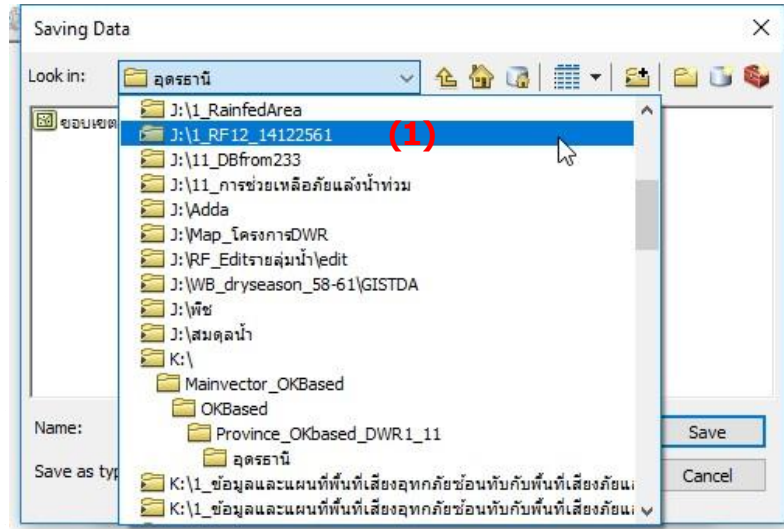 Saving Data
Look in: อุดรธานี
ขอบเขต
J:\1_RainfedArea
J:\1_RF12_14122561 (1)
J:\11_DBfrom233
J:\11_การช่วยเหลือภัยแล้งน้ำท่วม
J:\Adda
J:\Map_โครงการDWR
J:\RF_Editรายลุ่มน้ำ\edit
J:\WB_dryseason_58-61\GISTDA
J:\พืช
J:\สมดุลน้ำ
K:\
Mainvector_OKBased
OKBased
Province_OKbased_DWR1_11
อุดรธานี
K:\1_ข้อมูลและแผนที่พื้นที่เสี่ยงอุทกภัยซ้อนทับกับพื้นที่เสี่ยงภัยแ
K:\1_ข้อมูลและแผนที่พื้นที่เสี่ยงอุทกภัยซ้อนทับกับพื้นที่เสี่ยงภัยแ
Name: Save
Save as typ Cancel